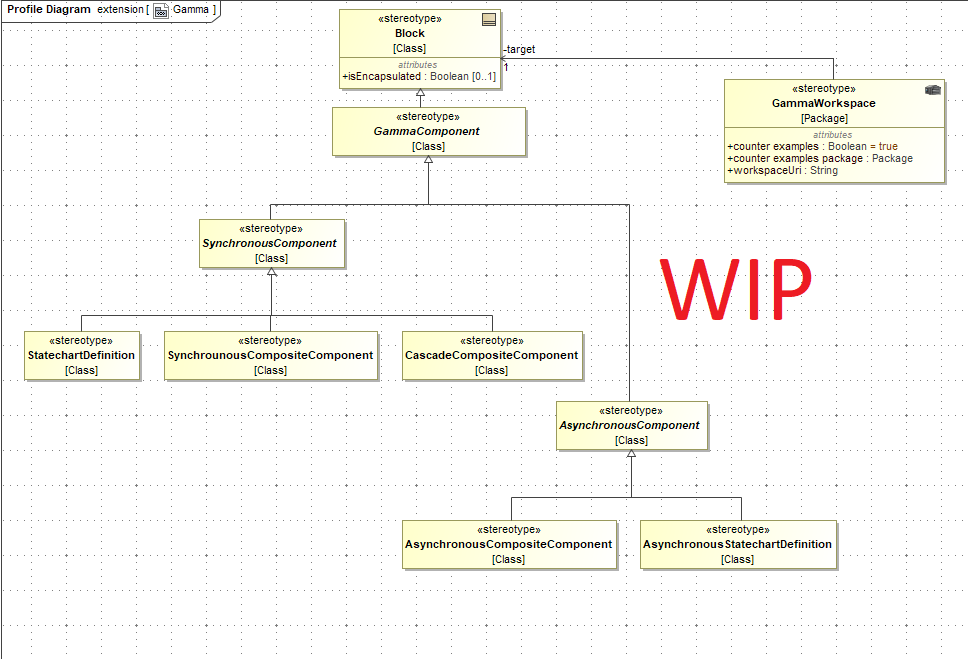 Profile Diagram extension [ Gamma ]
«stereotype»
Block
[Class]
attributes
+isEncapsulated : Boolean [0..1]
-target
1
«stereotype»
GammaWorkspace
[Package]
attributes
+counter examples : Boolean = true
+counter examples package : Package
+workspaceUri : String
«stereotype»
GammaComponent
[Class]
«stereotype»
SynchronousComponent
[Class]
WIP
«stereotype»
StatechartDefinition
[Class]
«stereotype»
SynchrounousCompositeComponent
[Class]
«stereotype»
CascadeCompositeComponent
[Class]
«stereotype»
AsynchronousComponent
[Class]
«stereotype»
AsynchronousCompositeComponent
[Class]
«stereotype»
AsynchronousStatechartDefinition
[Class]